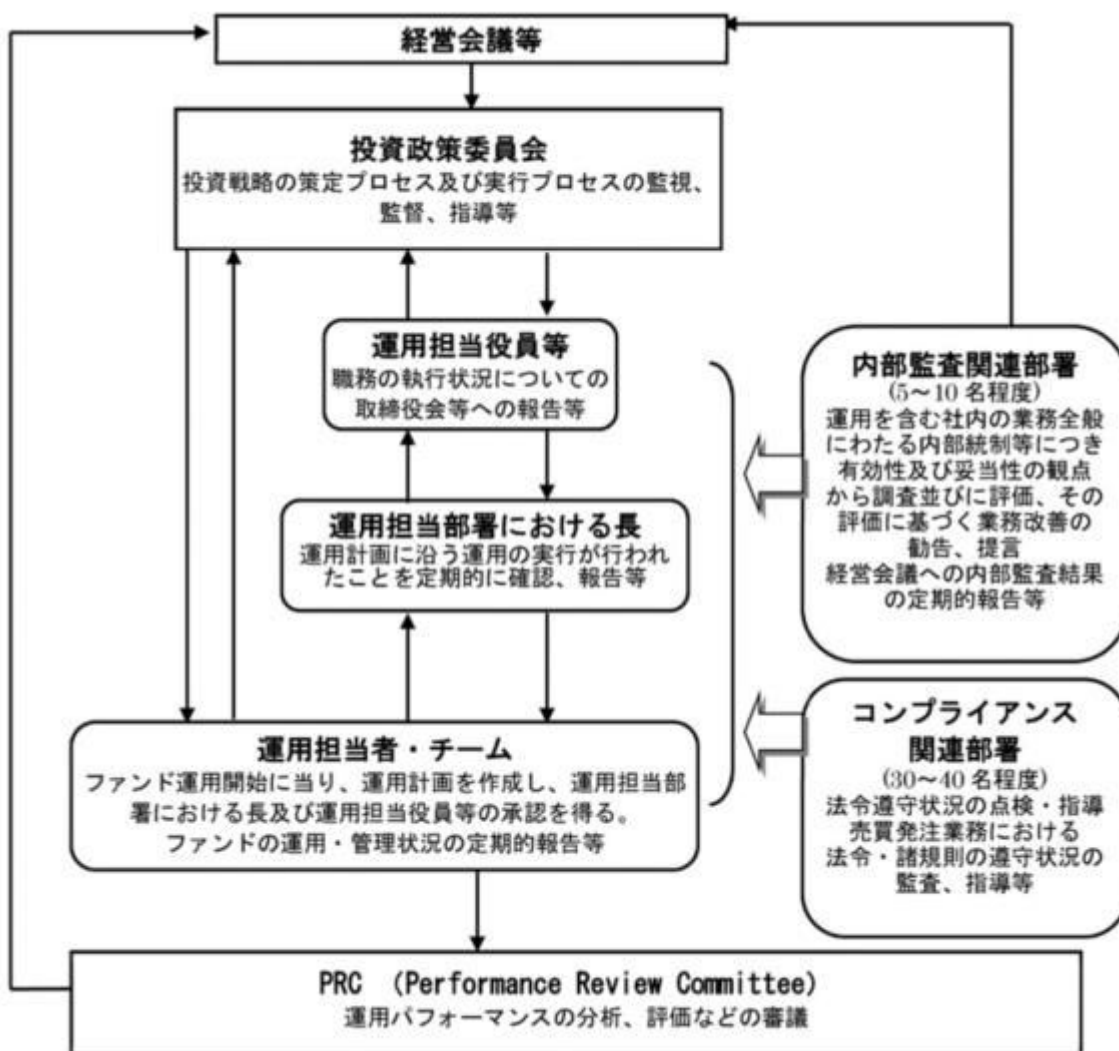 経営会議等
投資政策委員会
投資戦略の策定プロセス及び実行プロセスの監視、
監督、指導等
運用担当役員等
職務の執行状況についての
取締役会等への報告等
運用担当部署における長
運用計画に沿う運用の実行が行われ
たことを定期的に確認、報告等
運用担当者・チーム
ファンド運用開始に当り、運用計画を作成し、運用担当部
署における長及び運用担当役員等の承認を得る。
ファンドの運用・管理状況の定期的報告等
内部監査関連部署
(5～10 名程度)
運用を含む社内の業務全般
にわたる内部統制等につき
有効性及び妥当性の観点
から調査並びに評価、その
評価に基づく業務改善の
勧告、提言
経営会議への内部監査結果
の定期的報告等
コンプライアンス
関連部署
(30～40 名程度)
法令遵守状況の点検・指導
売買発注業務における
法令・諸規則の遵守状況の
監査、指導等
PRC （Performance Review Committee）
運用パフォーマンスの分析、評価などの審議